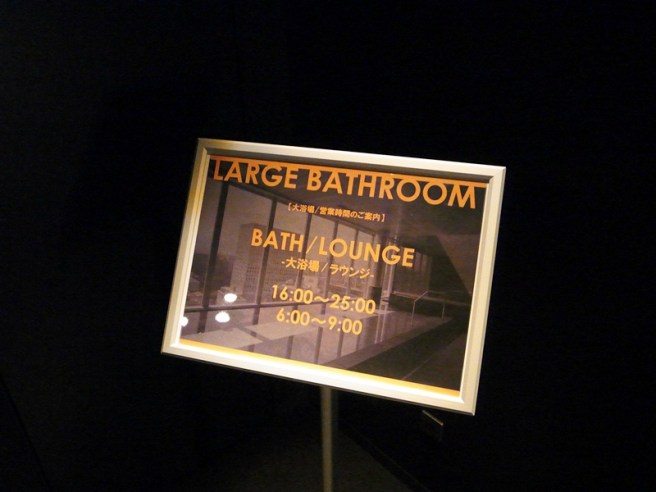 LARGE BATHROOM
【大浴場/営業時間のご案内】
BATH/LOUNGE
-大浴場/ラウンジ-
16:00～25:00
6:00～9:00